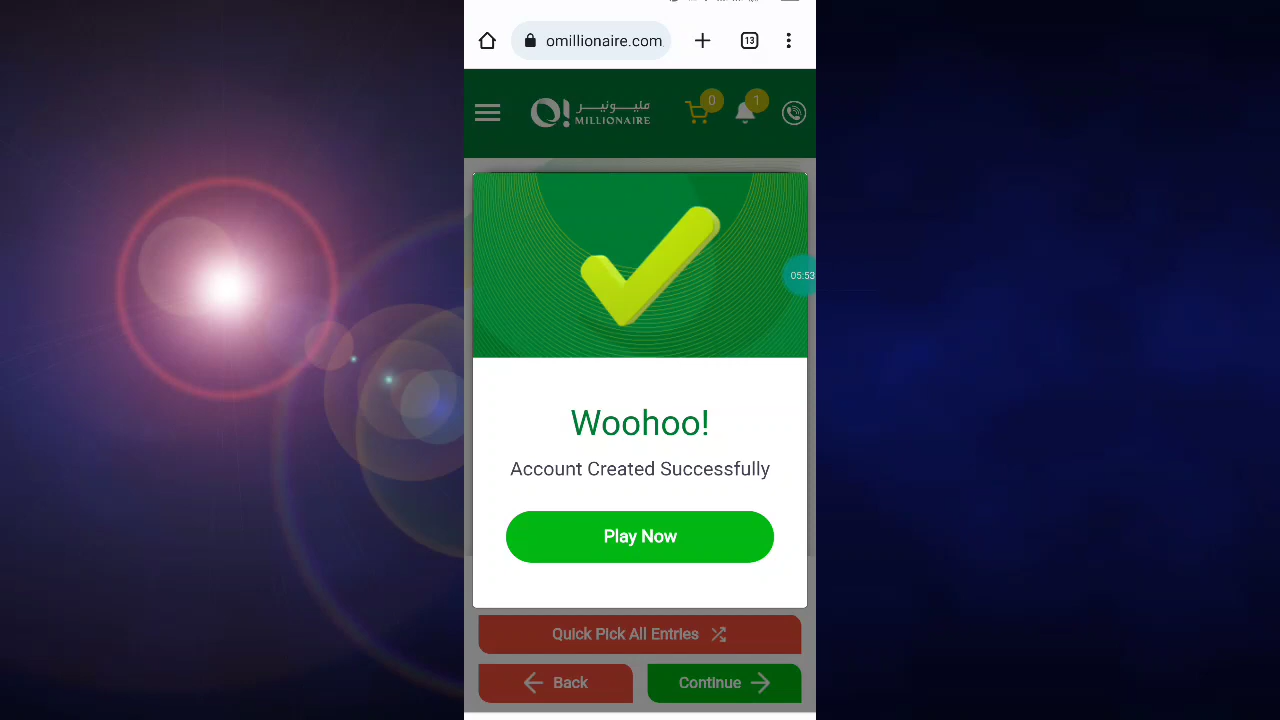 omillionaire.com
13
مليونير
O! MILLIONAIRE
0
1
05:53
Woohoo!
Account Created Successfully
Play Now
Quick Pick All Entries
Back
Continue